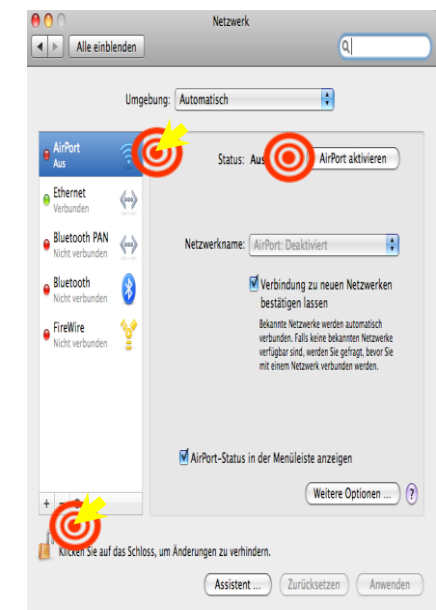 Netzwerk
Alle einblenden
Umgebung: Automatisch
AirPort
Aus
Status: Aus
AirPort aktivieren
Ethernet
Verbunden
Bluetooth PAN
Nicht verbunden
Netzwerkname: AirPort: Deaktiviert
Bluetooth
Nicht verbunden
Verbindung zu neuen Netzwerken
bestätigen lassen
FireWire
Nicht verbunden
Bekannte Netzwerke werden automatisch
verbunden. Falls keine bekannten Netzwerke
verfügbar sind, werden Sie gefragt, bevor Sie
mit einem Netzwerk verbunden werden.
AirPort-Status in der Menüleiste anzeigen
Weitere Optionen ... ?
Klicken Sie auf das Schloss, um Änderungen zu verhindern.
Assistent ... Zurücksetzen Anwenden